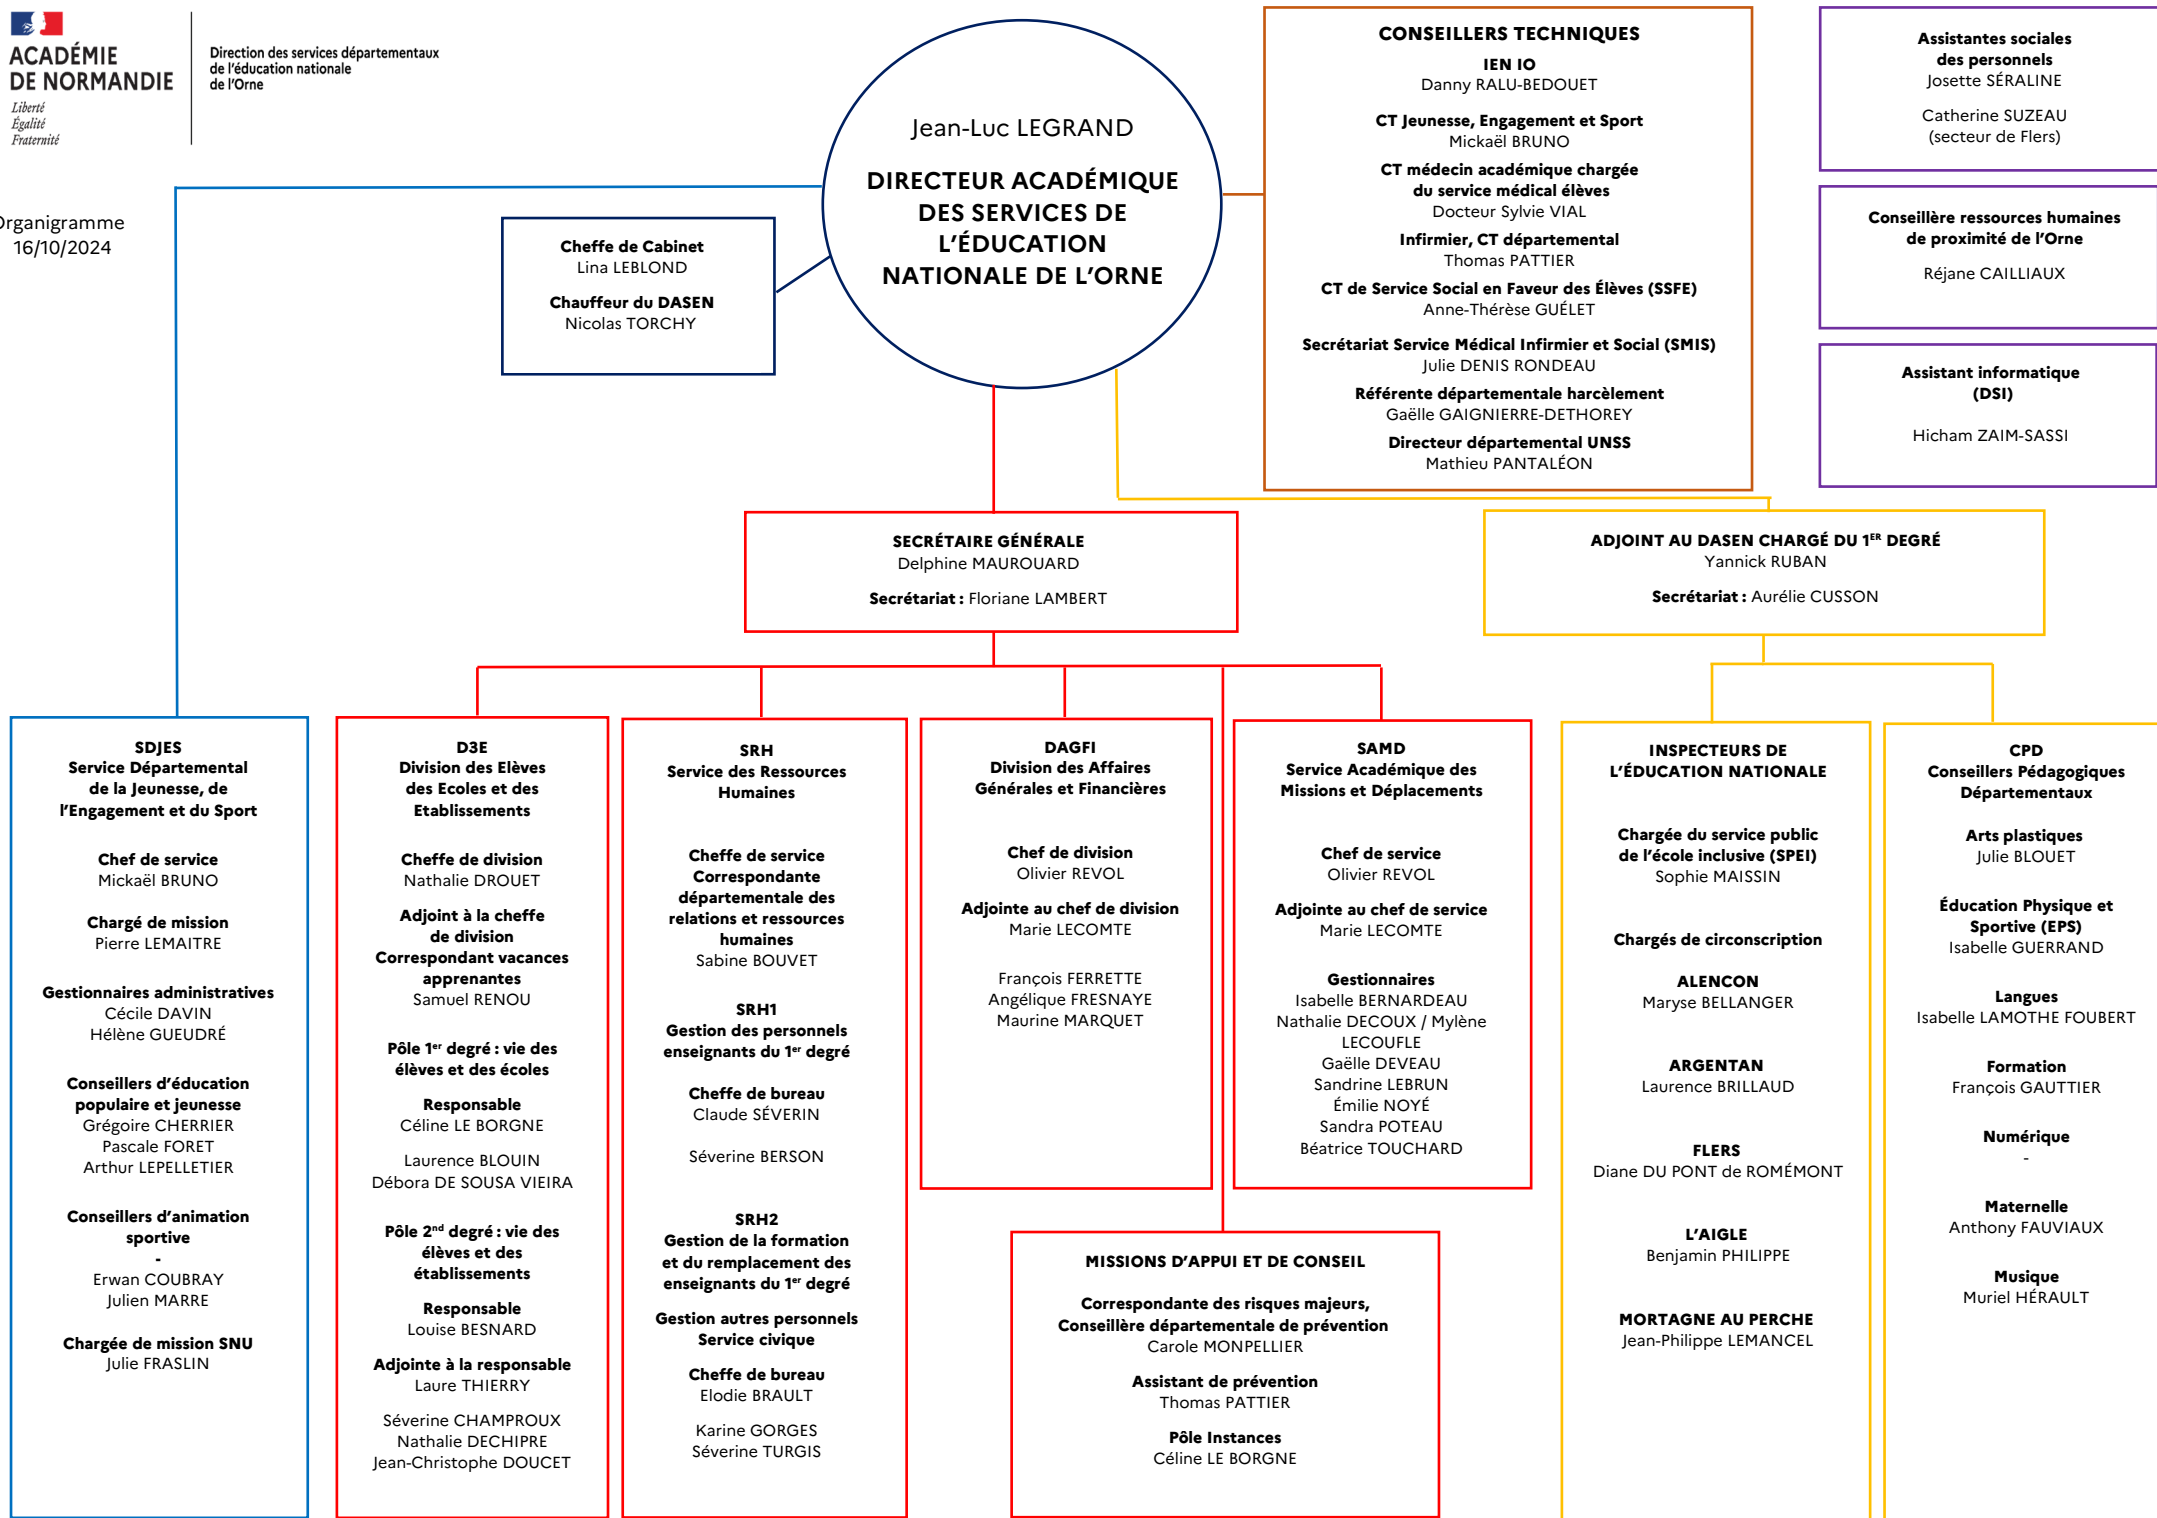 ACADÉMIE
DE NORMANDIE
Liberté
Égalité
Fraternité
Direction des services départementaux
de l'éducation nationale
de l'Orne
Organigramme
16/10/2024
Cheffe de Cabinet
Lina LEBLOND
Chauffeur du DASEN
Nicolas TORCHY
Jean-Luc LEGRAND
DIRECTEUR ACADÉMIQUE
DES SERVICES DE
L'ÉDUCATION
NATIONALE DE L'ORNE
CONSEILLERS TECHNIQUES
IEN IO
Danny RALU-BEDOUET
CT Jeunesse, Engagement et Sport
Mickaël BRUNO
CT médecin académique chargée
du service médical élèves
Docteur Sylvie VIAL
Infirmier, CT départemental
Thomas PATTIER
CT de Service Social en Faveur des Élèves (SSFE)
Anne-Thérèse GUÉLET
Secrétariat Service Médical Infirmier et Social (SMIS)
Julie DENIS RONDEAU
Référente départementale harcèlement
Gaëlle GAIGNIERRE-DETHOREY
Directeur départemental UNSS
Mathieu PANTALÉON
Assistantes sociales
des personnels
Josette SÉRALINE
Catherine SUZEAU
(secteur de Flers)
Conseillère ressources humaines
de proximité de l'Orne
Réjane CAILLIAUX
Assistant informatique
(DSI)
Hicham ZAIM-SASSI
SECRÉTAIRE GÉNÉRALE
Delphine MAUROUARD
Secrétariat : Floriane LAMBERT
ADJOINT AU DASEN CHARGÉ DU 1ER DEGRÉ
Yannick RUBAN
Secrétariat : Aurélie CUSSON
SDJES
Service Départemental
de la Jeunesse, de
l'Engagement et du Sport
Chef de service
Mickaël BRUNO
Chargé de mission
Pierre LEMAITRE
Gestionnaires administratives
Cécile DAVIN
Hélène GUEUDRÉ
Conseillers d'éducation
populaire et jeunesse
Grégoire CHERRIER
Pascale FORET
Arthur LEPELLETIER
Conseillers d'animation
sportive
-
Erwan COUBRAY
Julien MARRE
Chargée de mission SNU
Julie FRASLIN
D3E
Division des Elèves
des Ecoles et des
Etablissements
Cheffe de division
Nathalie DROUET
Adjoint à la cheffe
de division
Correspondant vacances
apprenantes
Samuel RENOU
Pôle 1er degré : vie des
élèves et des écoles
Responsable
Céline LE BORGNE
Laurence BLOUIN
Débora DE SOUSA VIEIRA
Pôle 2nd degré : vie des
élèves et des
établissements
Responsable
Louise BESNARD
Adjointe à la responsable
Laure THIERRY
Séverine CHAMPROUX
Nathalie DECHIPRE
Jean-Christophe DOUCET
SRH
Service des Ressources
Humaines
Cheffe de service
Correspondante
départementale des
relations et ressources
humaines
Sabine BOUVET
SRH1
Gestion des personnels
enseignants du 1er degré
Cheffe de bureau
Claude SÉVERIN
Séverine BERSON
SRH2
Gestion de la formation
et du remplacement des
enseignants du 1er degré
Gestion autres personnels
Service civique
Cheffe de bureau
Elodie BRAULT
Karine GORGES
Séverine TURGIS
DAGFI
Division des Affaires
Générales et Financières
Chef de division
Olivier REVOL
Adjointe au chef de division
Marie LECOMTE
François FERRETTE
Angélique FRESNAYE
Maurine MARQUET
SAMD
Service Académique des
Missions et Déplacements
Chef de service
Olivier REVOL
Adjointe au chef de service
Marie LECOMTE
Gestionnaires
Isabelle BERNARDEAU
Nathalie DECOUX / Mylène
LECOUFLE
Gaëlle DEVEAU
Sandrine LEBRUN
Émilie NOYÉ
Sandra POTEAU
Béatrice TOUCHARD
MISSIONS D'APPUI ET DE CONSEIL
Correspondante des risques majeurs,
Conseillère départementale de prévention
Carole MONPELLIER
Assistant de prévention
Thomas PATTIER
Pôle Instances
Céline LE BORGNE
INSPECTEURS DE
L'ÉDUCATION NATIONALE
Chargée du service public
de l'école inclusive (SPEI)
Sophie MAISSIN
Chargés de circonscription
ALENCON
Maryse BELLANGER
ARGENTAN
Laurence BRILLAUD
FLERS
Diane DU PONT de ROMÉMONT
L'AIGLE
Benjamin PHILIPPE
MORTAGNE AU PERCHE
Jean-Philippe LEMANCEL
CPD
Conseillers Pédagogiques
Départementaux
Arts plastiques
Julie BLOUET
Éducation Physique et
Sportive (EPS)
Isabelle GUERRAND
Langues
Isabelle LAMOTHE FOUBERT
Formation
François GAUTTIER
Numérique
-
Maternelle
Anthony FAUVIAUX
Musique
Muriel HÉRAULT